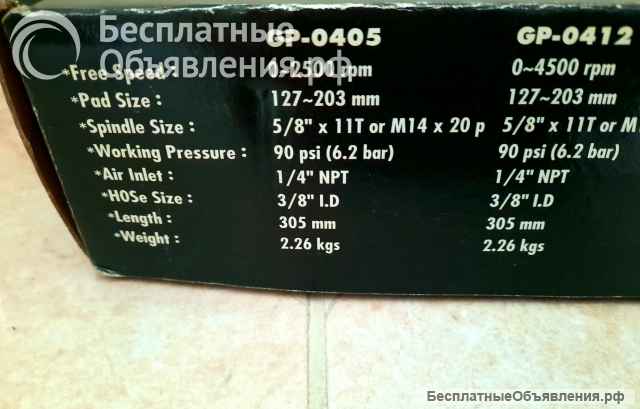 Бесплатные
Объявления.рф
GP-0405 GP-0412
*Free Speed : 0~2500 rpm 0~4500 rpm
*Pad Size : 127~203 mm 127~203 mm
*Spindle Size : 5/8" x 11T or M14 x 20 p 5/8" x 11T or M
*Working Pressure : 90 psi (6.2 bar) 90 psi (6.2 bar)
*Air Inlet : 1/4" NPT 1/4" NPT
*HOSe Size : 3/8" I.D 3/8" I.D
*Length : 305 mm 305 mm
*Weight : 2.26 kgs 2.26 kgs
БесплатныеОбъявления.рф